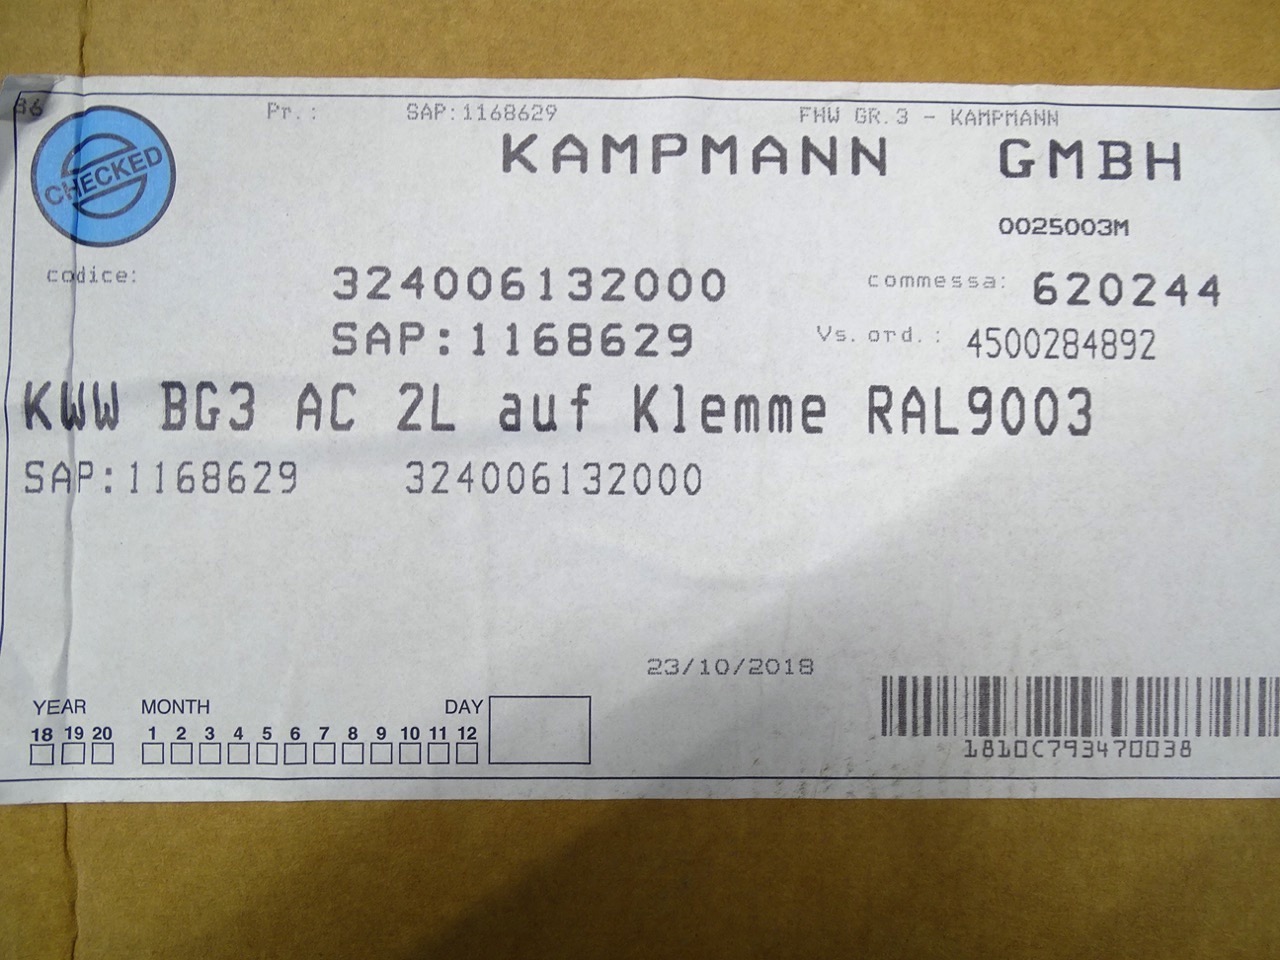 86
Pr.: SAP:1168629 FHW GR.3 - KAMPMANN
KAMPMANN GMBH
CHECKED
0025003M
codice: 324006132000 commessa: 620244
SAP:1168629 Vs. ord.: 4500284892
KWW BG3 AC 2L auf Klemme RAL9003
SAP:1168629 324006132000
23/10/2018
YEAR MONTH DAY
18 19 20 1 2 3 4 5 6 7 8 9 10 11 12
1810C793470038